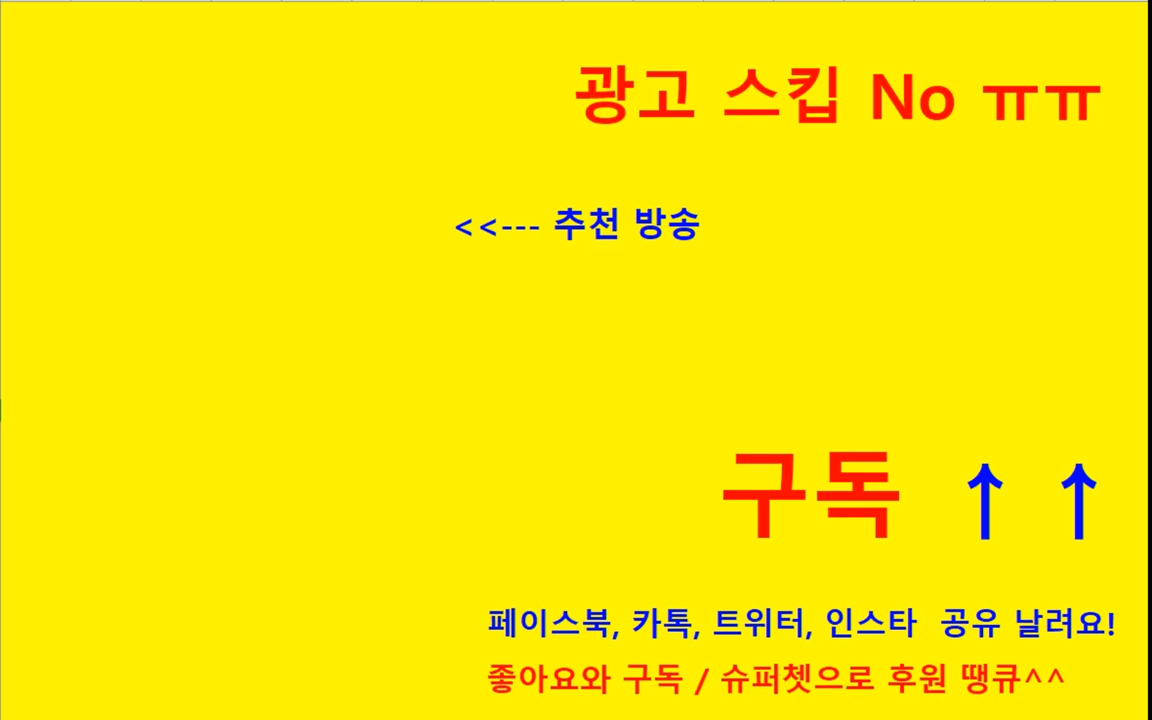 광고 스킵 No ㅠㅠ
<<--- 추천 방송
구독 ↑ ↑
페이스북, 카톡, 트위터, 인스타 공유 날려요!
좋아요와 구독 / 슈퍼쳇으로 후원 땡큐^^